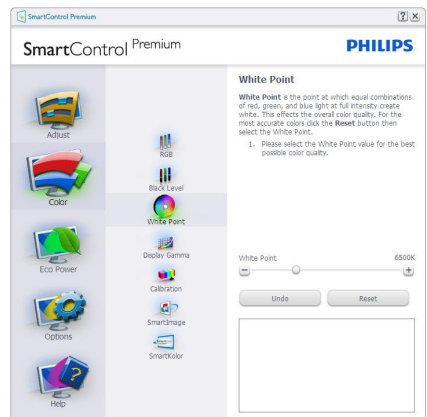 SmartControl Premium
? x
SmartControl Premium
PHILIPS
Adjust
Color
Eco Power
Options
Help
RGB
Black Level
White Point
Display Gamma
Calibration
SmartImage
SmartKolor
White Point
White Point is the point at which equal combinations
of red, green, and blue light at full intensity create
white. This effects the overall color quality. For the
most accurate colors click the Reset button then
select the White Point.
1. Please select the White Point value for the best
possible color quality.
White Point 6500K
Undo Reset